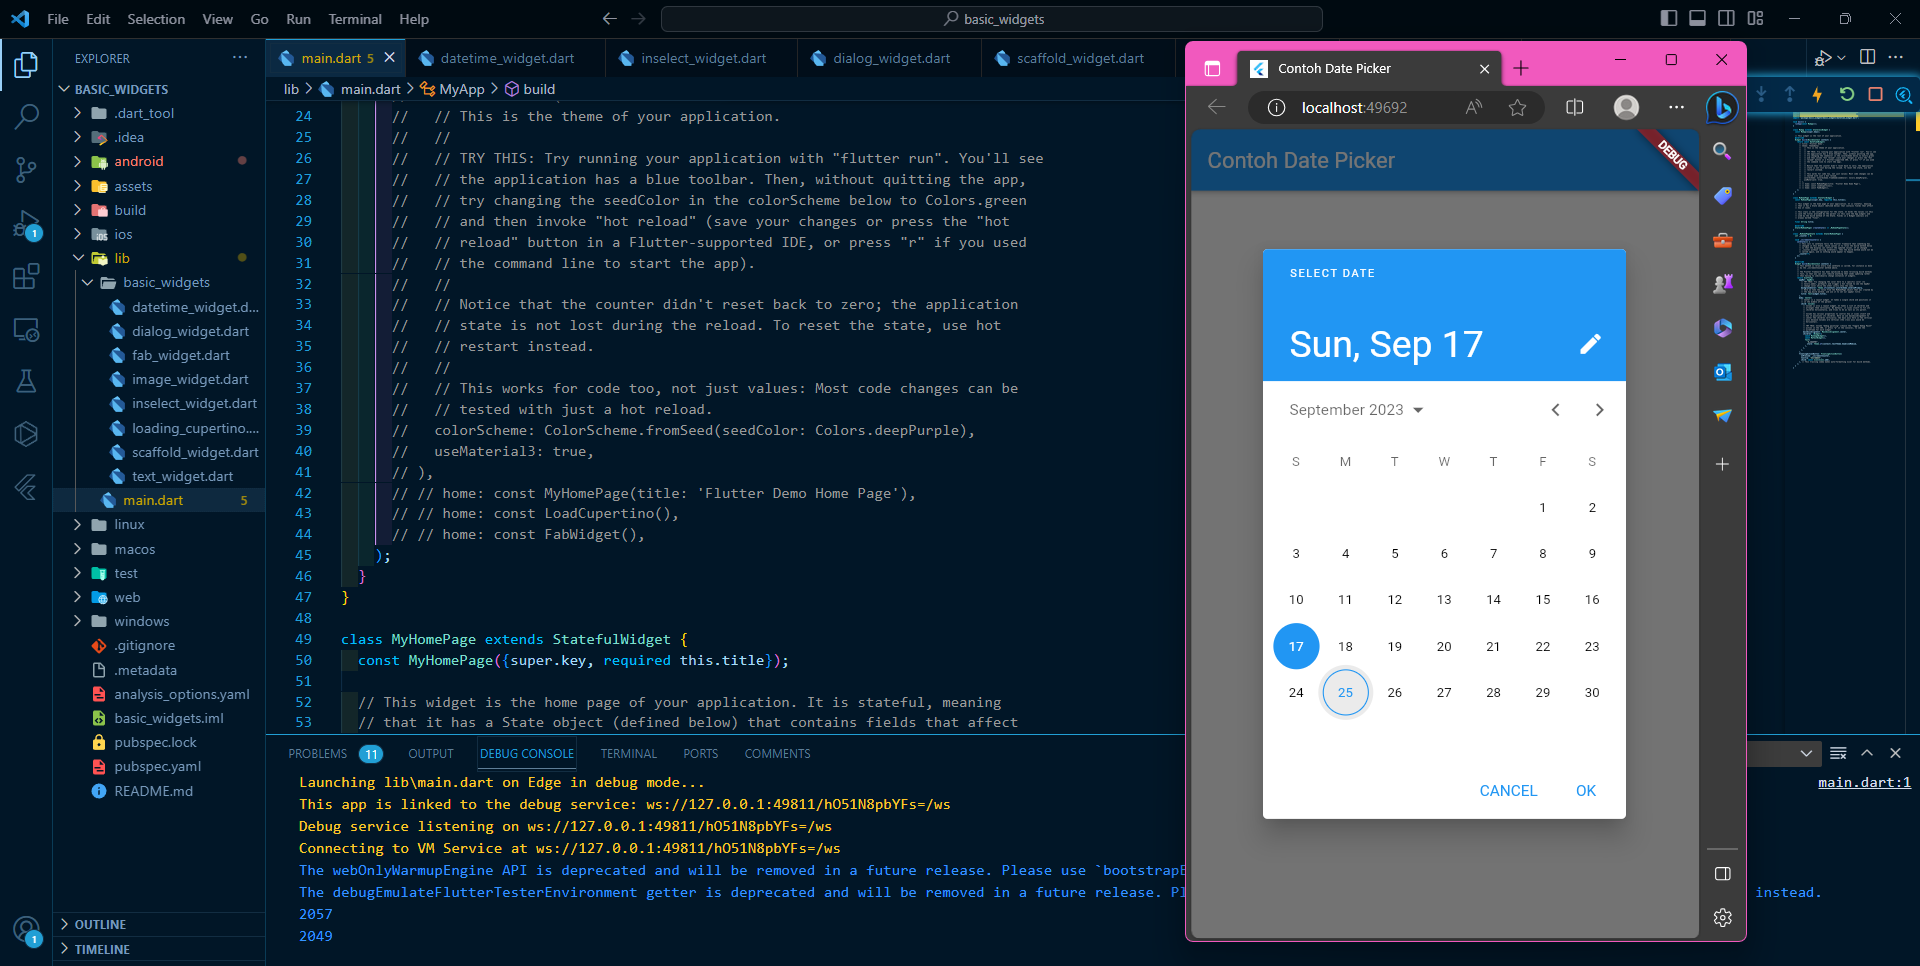 File Edit Selection View Go Run Terminal Help
basic_widgets
EXPLORER
BASIC_WIDGETS
.dart_tool
.idea
android
assets
build
ios
lib
basic_widgets
datetime_widget.d...
dialog_widget.dart
fab_widget.dart
image_widget.dart
inselect_widget.dart
loading_cupertino....
scaffold_widget.dart
text_widget.dart
main.dart 5
linux
macos
test
web
windows
.gitignore
.metadata
analysis_options.yaml
basic_widgets.iml
pubspec.lock
pubspec.yaml
README.md
OUTLINE
TIMELINE
1
1
main.dart 5
datetime_widget.dart
inselect_widget.dart
dialog_widget.dart
scaffold_widget.dart
lib > main.dart > MyApp > build
24 // // This is the theme of your application.
25 // //
26 // // TRY THIS: Try running your application with "flutter run". You'll see
27 // // the application has a blue toolbar. Then, without quitting the app,
28 // // try changing the seedColor in the colorScheme below to Colors.green
29 // // and then invoke "hot reload" (save your changes or press the "hot
30 // // reload" button in a Flutter-supported IDE, or press "r" if you used
31 // // the command line to start the app).
32 // //
33 // // Notice that the counter didn't reset back to zero; the application
34 // // state is not lost during the reload. To reset the state, use hot
35 // // restart instead.
36 // //
37 // // This works for code too, not just values: Most code changes can be
38 // // tested with just a hot reload.
39 // colorScheme: ColorScheme.fromSeed(seedColor: Colors.deepPurple),
40 // useMaterial3: true,
41 // ),
42 // // home: const MyHomePage(title: 'Flutter Demo Home Page'),
43 // // home: const LoadCupertino(),
44 // // home: const FabWidget(),
45 );
46 }
47 }
48
49 class MyHomePage extends StatefulWidget {
50 const MyHomePage({super.key, required this.title});
51
52 // This widget is the home page of your application. It is stateful, meaning
53 // that it has a State object (defined below) that contains fields that affect
PROBLEMS 11 OUTPUT DEBUG CONSOLE TERMINAL PORTS COMMENTS
Launching lib\main.dart on Edge in debug mode...
main.dart:1
This app is linked to the debug service: ws://127.0.0.1:49811/hO51N8pbYFs=/ws
Debug service listening on ws://127.0.0.1:49811/hO51N8pbYFs=/ws
Connecting to VM Service at ws://127.0.0.1:49811/hO51N8pbYFs=/ws
The webOnlyWarmupEngine API is deprecated and will be removed in a future release. Please use `bootstrapE
The debugEmulateFlutterTesterEnvironment getter is deprecated and will be removed in a future release. Pl instead.
2057
2049
Contoh Date Picker
localhost:49692
Contoh Date Picker
DEBUG
SELECT DATE
Sun, Sep 17
September 2023
S M T W T F S
1 2
3 4 5 6 7 8 9
10 11 12 13 14 15 16
17 18 19 20 21 22 23
24 25 26 27 28 29 30
CANCEL OK